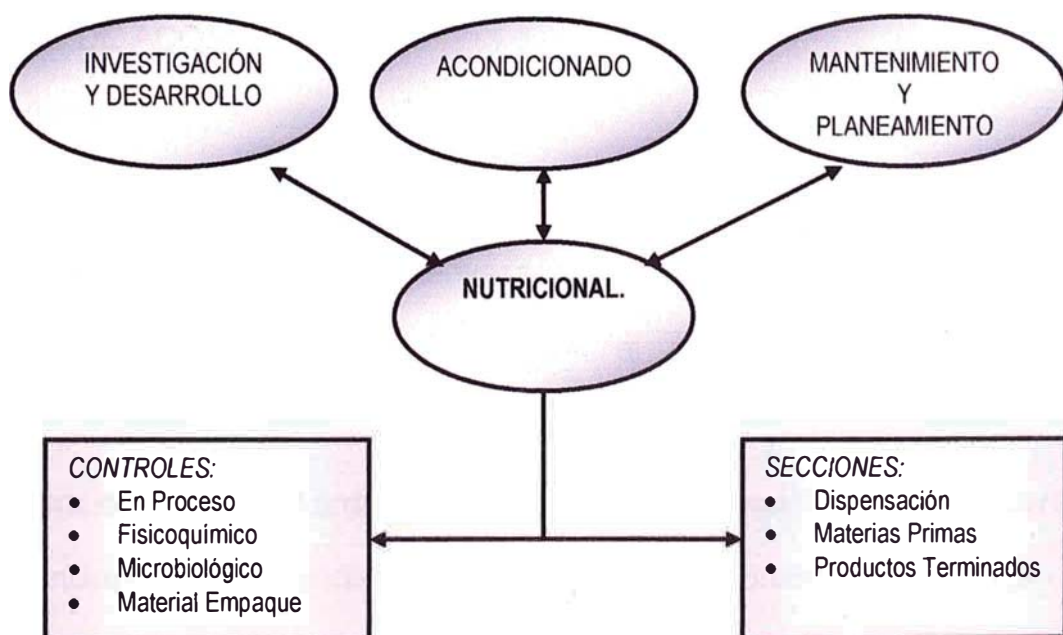 INVESTIGACIÓN
Y DESARROLLO
ACONDICIONADO
MANTENIMIENTO
Y
PLANEAMIENTO
NUTRICIONAL.
CONTROLES:
• En Proceso
• Fisicoquímico
• Microbiológico
• Material Empaque
SECCIONES:
• Dispensación
• Materias Primas
• Productos Terminados